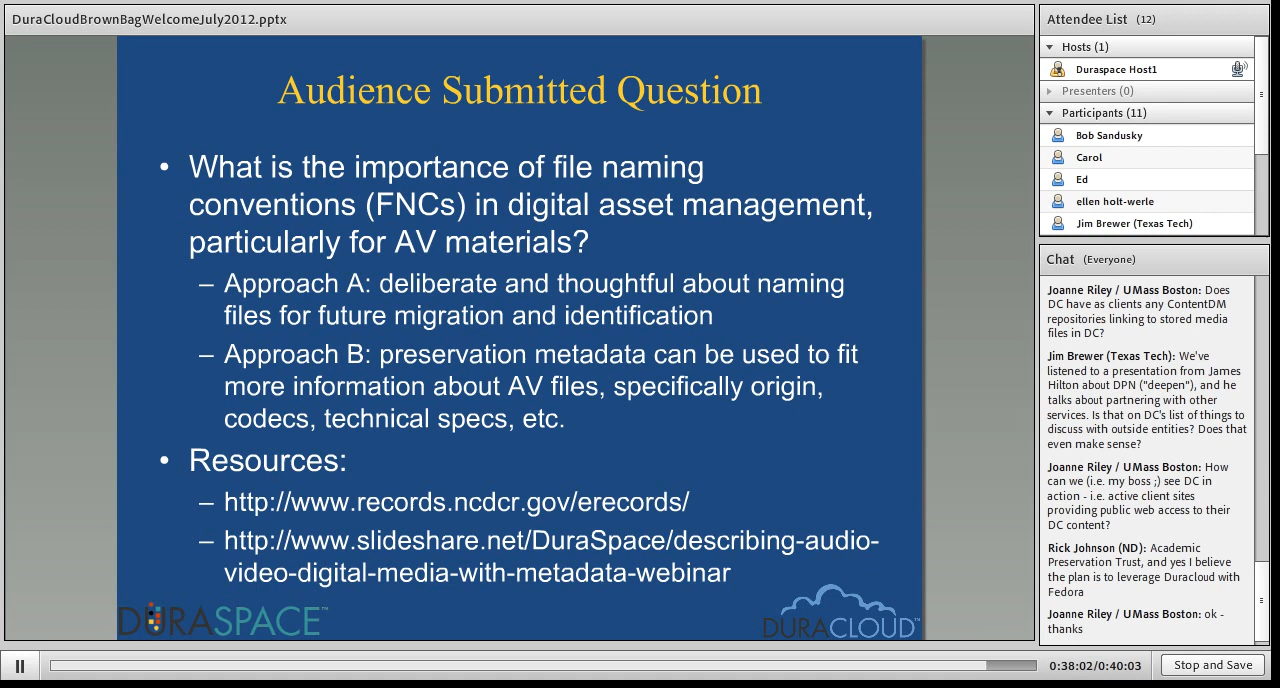 DuraCloudBrownBagWelcomeJuly2012.pptx
Audience Submitted Question
• What is the importance of file naming
conventions (FNCs) in digital asset management,
particularly for AV materials?
– Approach A: deliberate and thoughtful about naming
files for future migration and identification
– Approach B: preservation metadata can be used to fit
more information about AV files, specifically origin,
codecs, technical specs, etc.
• Resources:
– http://www.records.ncdcr.gov/erecords/
– http://www.slideshare.net/DuraSpace/describing-audio-
video-digital-media-with-metadata-webinar
DURASPACE™
DURACLOUD™
Attendee List (12)
Hosts (1)
Duraspace Host1
Presenters (0)
Participants (11)
Bob Sandusky
Carol
Ed
ellen holt-werle
Jim Brewer (Texas Tech)
Chat (Everyone)
Joanne Riley / UMass Boston: Does
DC have as clients any ContentDM
repositories linking to stored media
files in DC?
Jim Brewer (Texas Tech): We've
listened to a presentation from James
Hilton about DPN ("deepen"), and he
talks about partnering with other
services. Is that on DC's list of things to
discuss with outside entities? Does that
even make sense?
Joanne Riley / UMass Boston: How
can we (i.e. my boss ;) see DC in
action - i.e. active client sites
providing public web access to their
DC content?
Rick Johnson (ND): Academic
Preservation Trust, and yes I believe
the plan is to leverage Duracloud with
Fedora
Joanne Riley / UMass Boston: ok -
thanks
0:38:02/0:40:03
Stop and Save